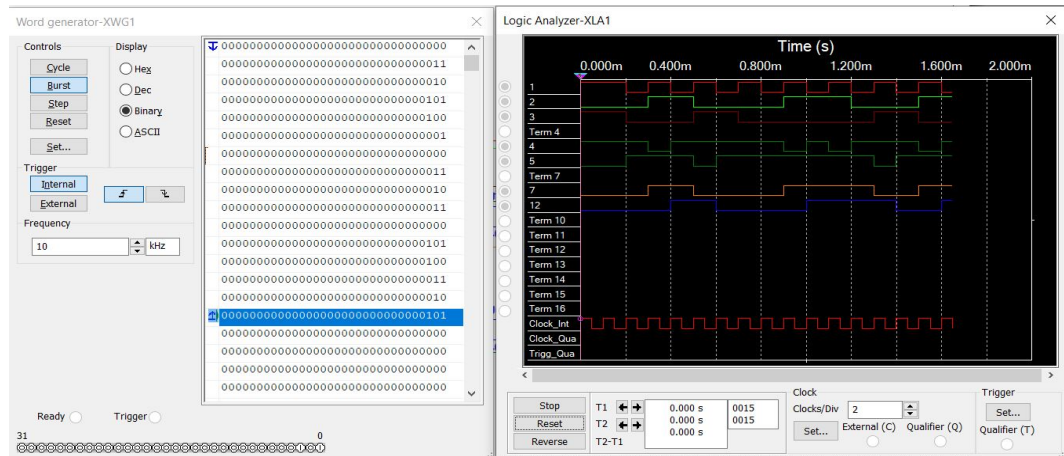 Word generator-XWG1
Controls
Cycle
Burst
Step
Reset
Set...
Display
Hex
Dec
Binary
ASCII
Trigger
Internal
External
Frequency
10 kHz
00000000000000000000000000000000
00000000000000000000000000000011
00000000000000000000000000000010
00000000000000000000000000000101
00000000000000000000000000000100
00000000000000000000000000000001
00000000000000000000000000000000
00000000000000000000000000000011
00000000000000000000000000000010
00000000000000000000000000000011
00000000000000000000000000000000
00000000000000000000000000000101
00000000000000000000000000000100
00000000000000000000000000000011
00000000000000000000000000000010
00000000000000000000000000000101
00000000000000000000000000000000
00000000000000000000000000000000
00000000000000000000000000000000
00000000000000000000000000000000
Ready Trigger
31 0
Logic Analyzer-XLA1
Time (s)
0.000m 0.400m 0.800m 1.200m 1.600m 2.000m
1
2
3
Term 4
4
5
Term 7
7
12
Term 10
Term 11
Term 12
Term 13
Term 14
Term 15
Term 16
Clock_Int
Clock_Qua
Trigg_Qua
Stop
Reset
Reverse
T1 0.000 s 0015
T2 0.000 s 0015
T2-T1 0.000 s
Clock
Clocks/Div 2
Set... External (C) Qualifier (Q)
Trigger
Set...
Qualifier (T)